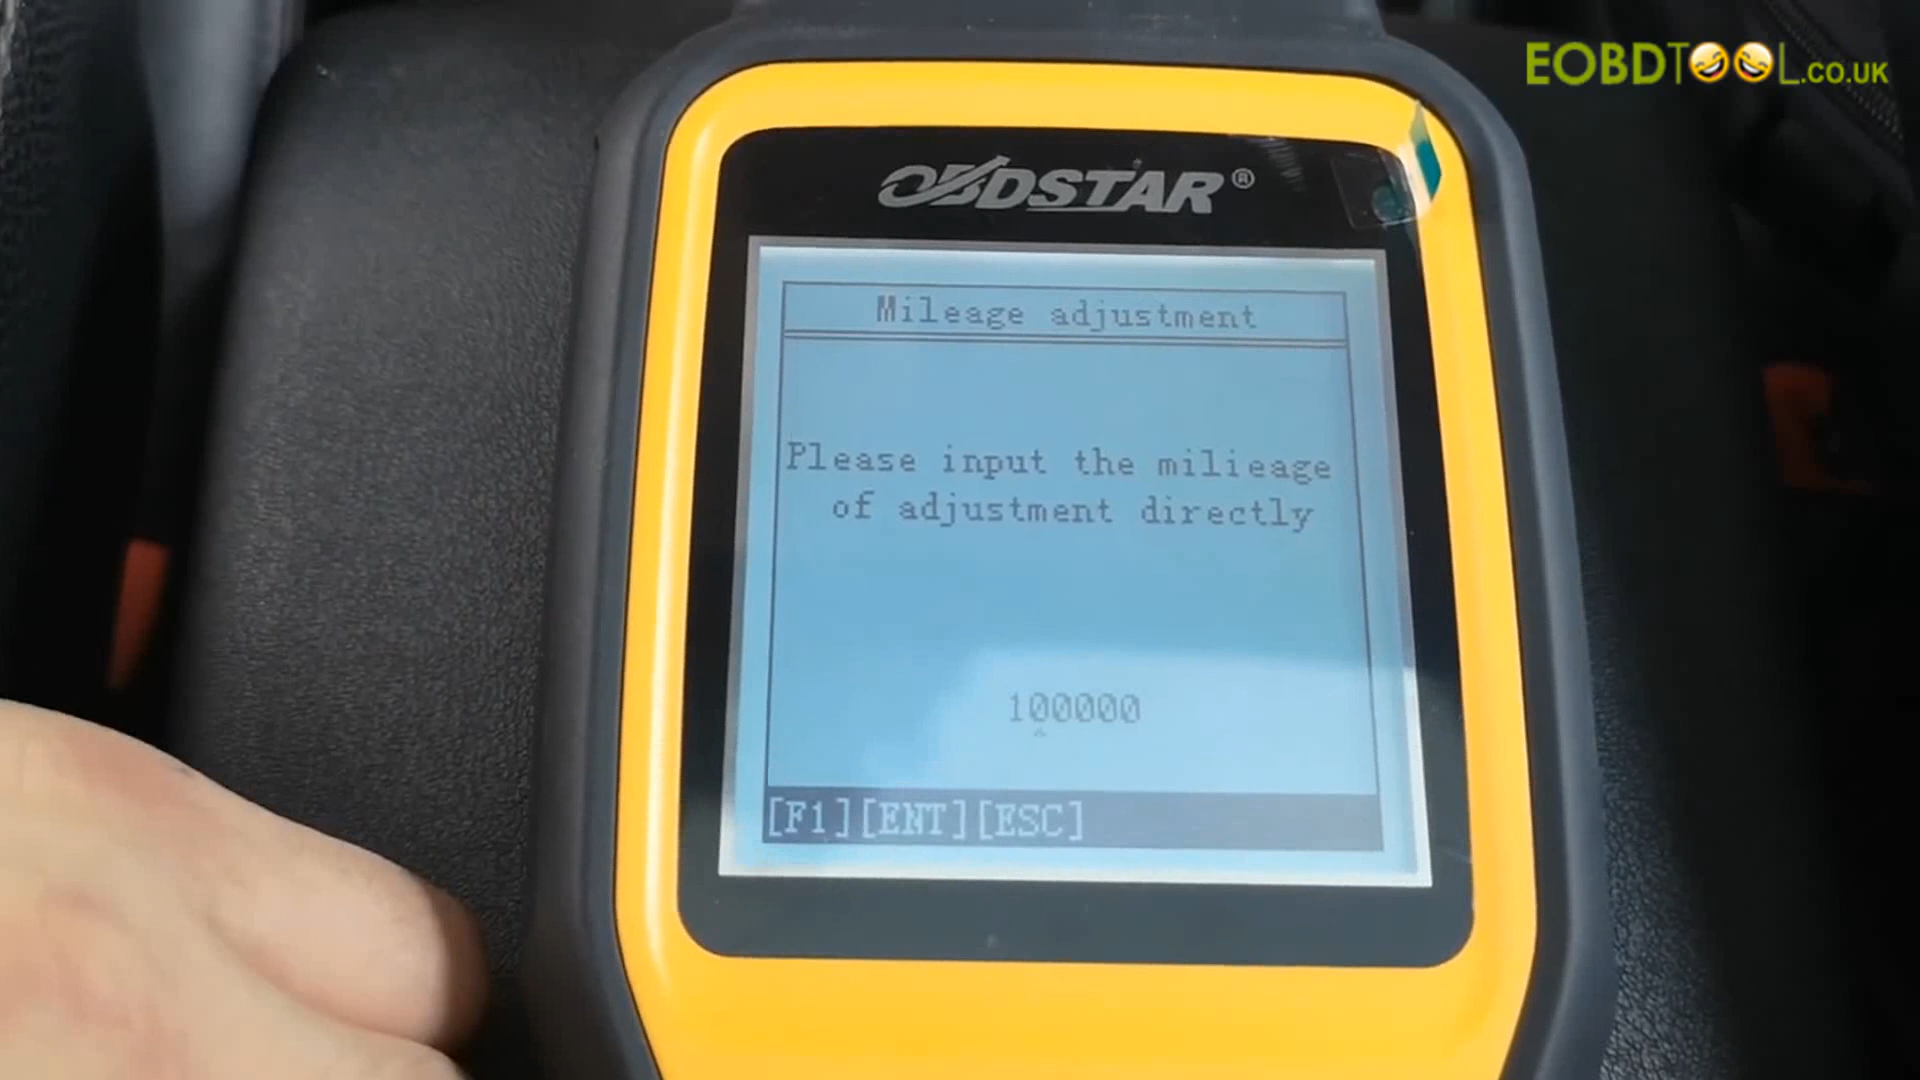 EOBDTOOL.CO.UK
OBDSTAR®
Mileage adjustment
Please input the milieage
of adjustment directly
100000
[F1][ENT][ESC]